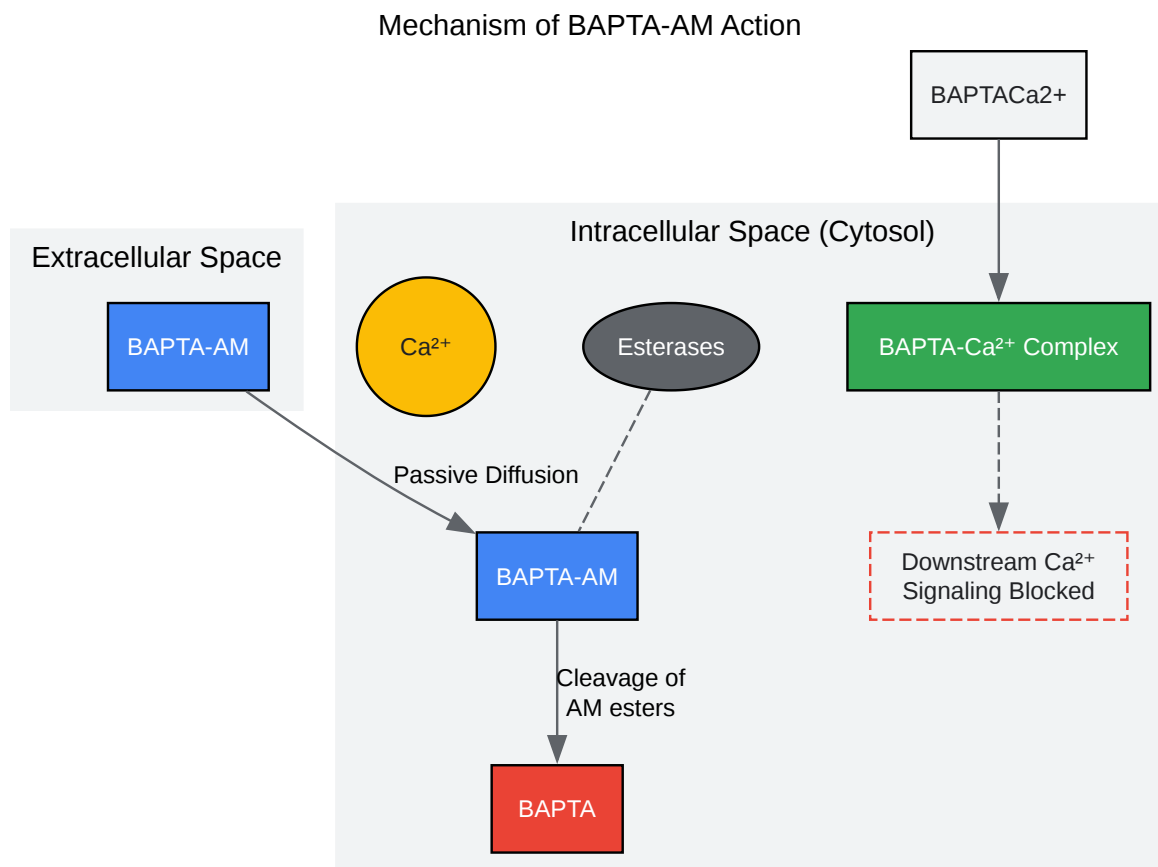 Mechanism of BAPTA-AM Action
BAPTACa2+
Intracellular Space (Cytosol)
Extracellular Space
BAPTA-AM
Ca²⁺
Esterases
BAPTA-Ca²⁺ Complex
Passive Diffusion
BAPTA-AM
Downstream Ca²⁺
Signaling Blocked
Cleavage of
AM esters
BAPTA